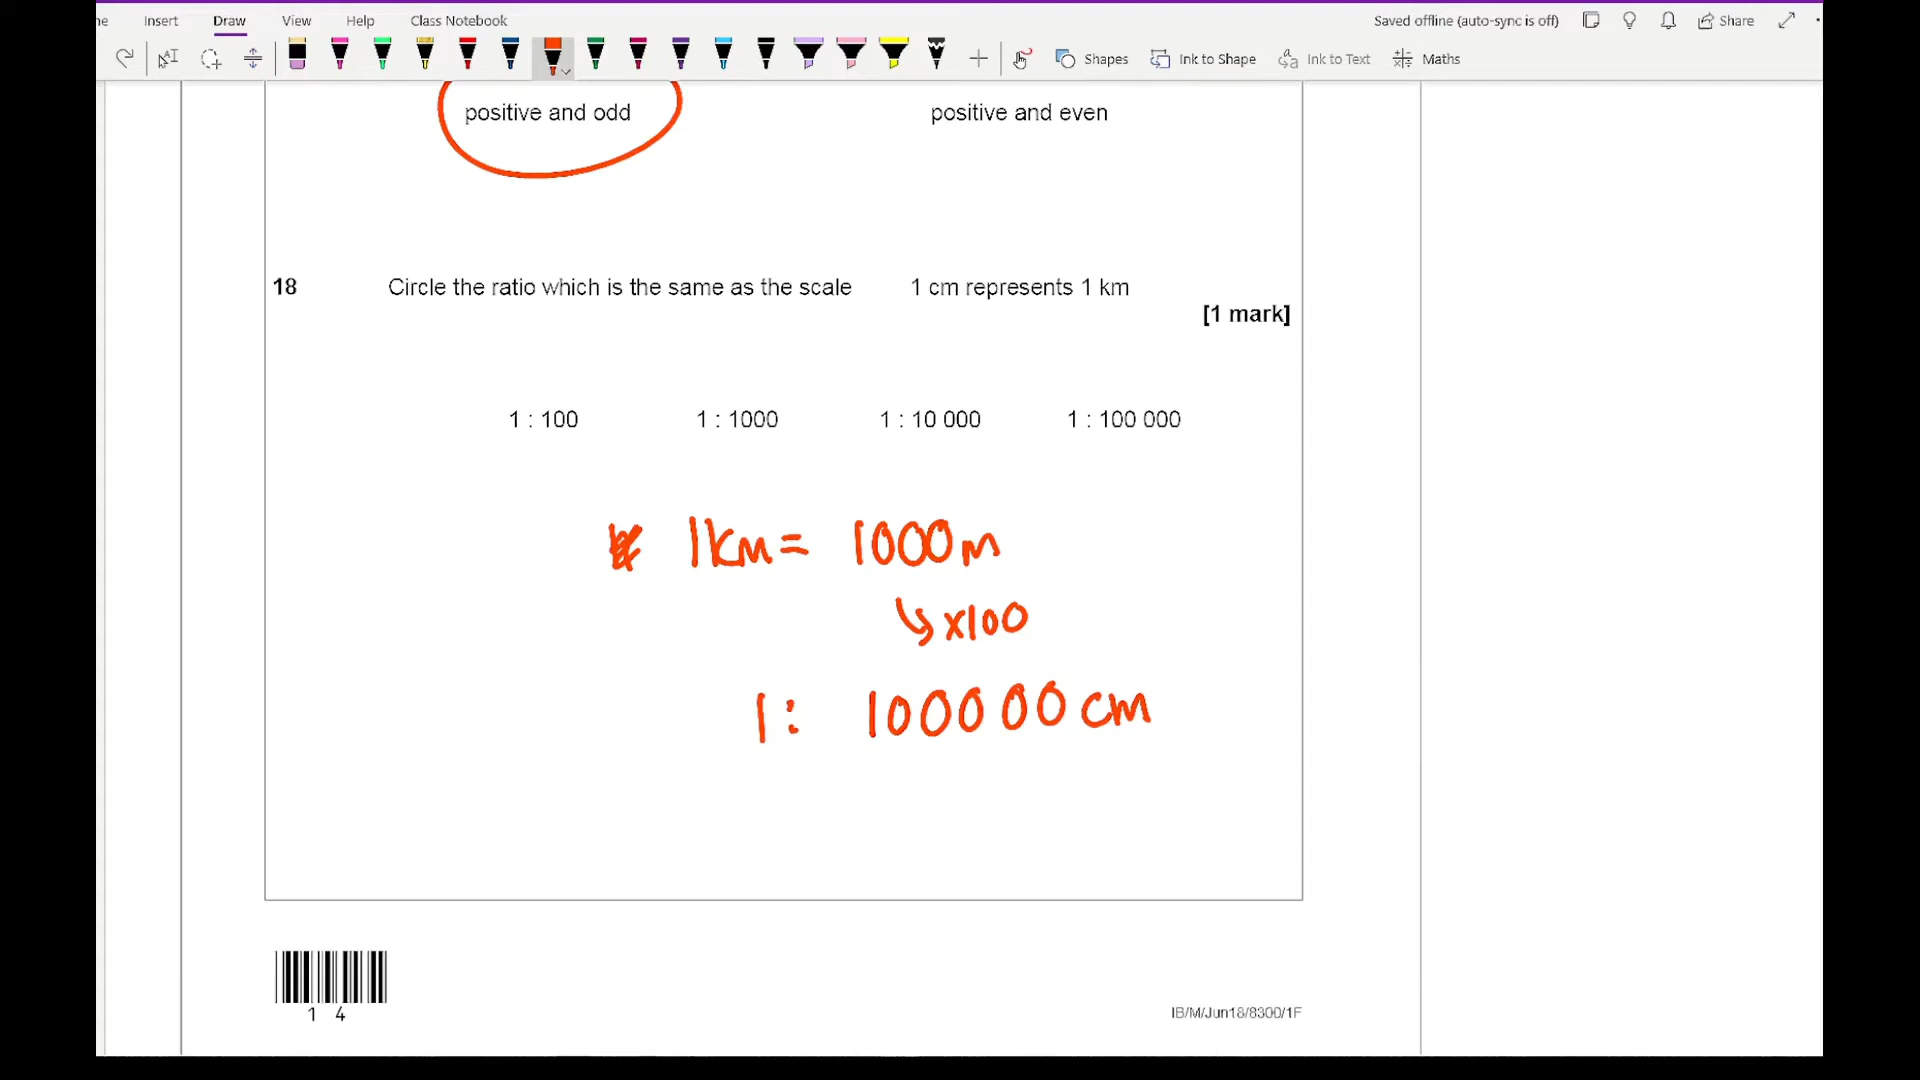 Insert Draw View Help Class Notebook Saved offline (auto-sync is off) Share
Shapes Ink to Shape Ink to Text Maths
positive and odd positive and even
18 Circle the ratio which is the same as the scale 1 cm represents 1 km
[1 mark]
1 : 100 1 : 1000 1 : 10 000 1 : 100 000
1km = 1000m
x100
1 : 100000cm
1 4
IB/M/Jun18/8300/1F